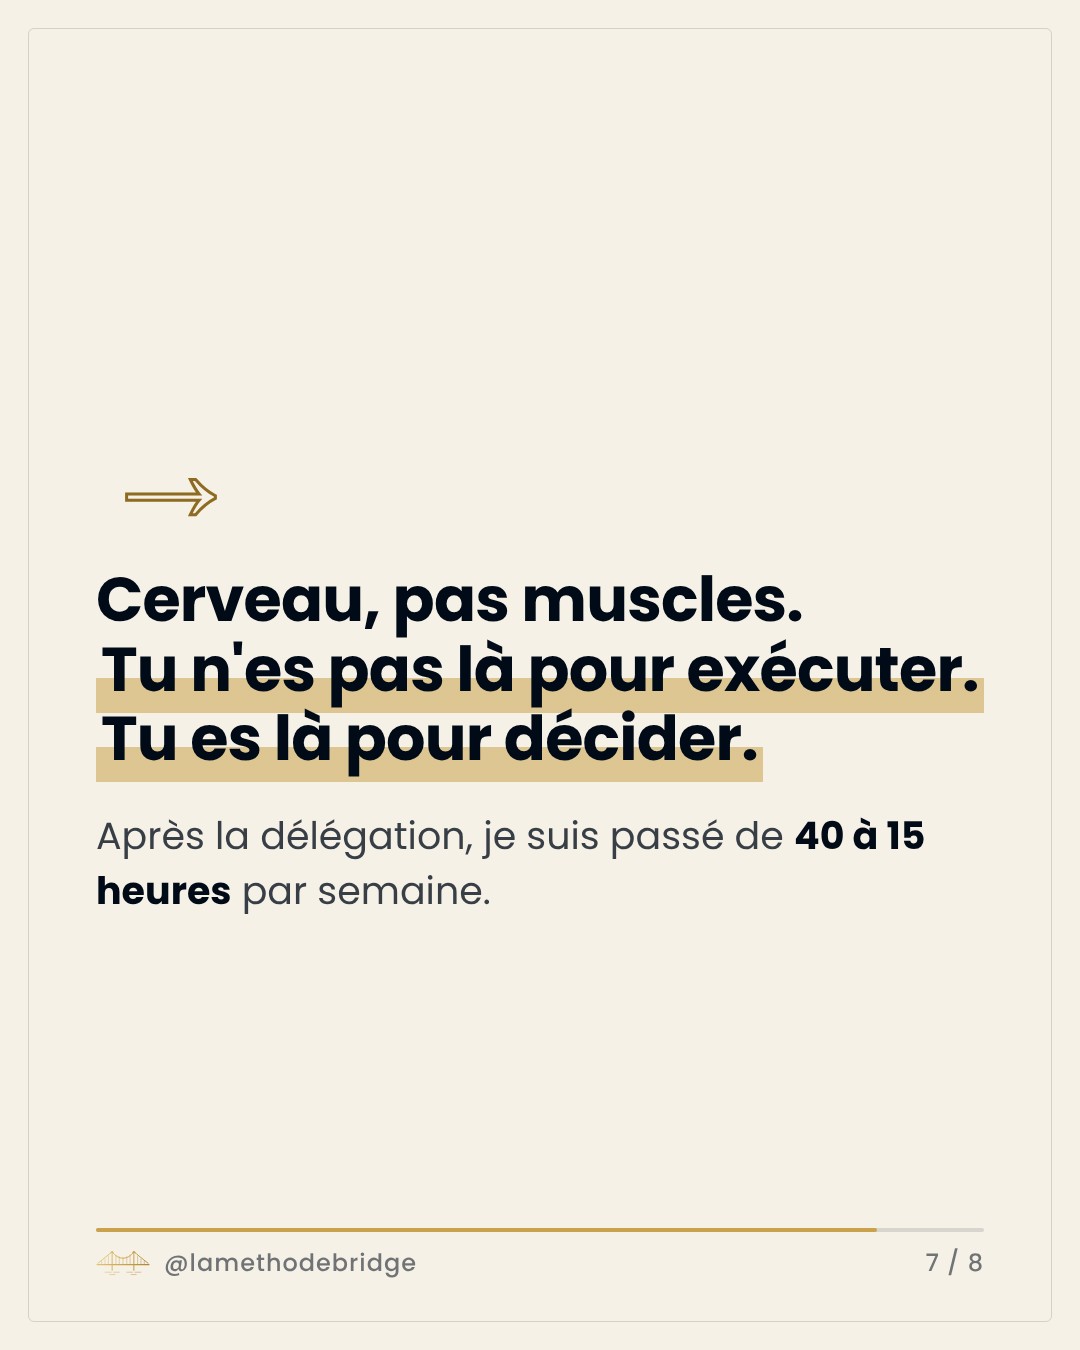 Cerveau, pas muscles.
Tu n'es pas là pour exécuter.
Tu es là pour décider.
Après la délégation, je suis passé de 40 à 15
heures par semaine.
@lamethodebridge
7 / 8